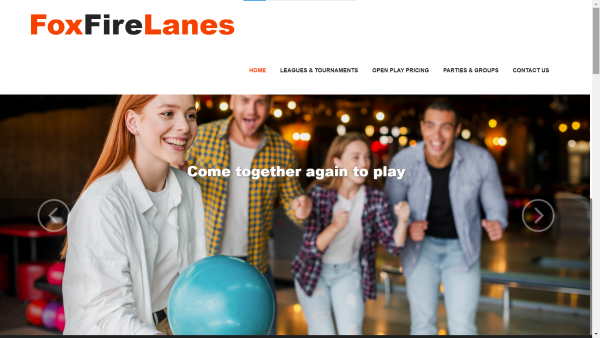 FoxFireLanes
HOME LEAGUES & TOURNAMENTS OPEN PLAY PRICING PARTIES & GROUPS CONTACT US
Come together again to play